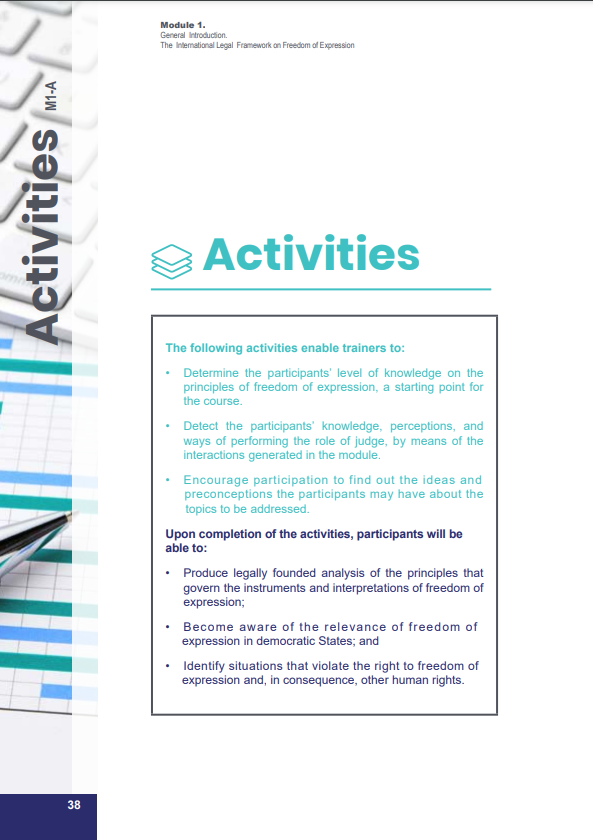 Module 1.
General Introduction.
The International Legal Framework on Freedom of Expression
Activities M1-A
Activities
The following activities enable trainers to:
• Determine the participants' level of knowledge on the
principles of freedom of expression, a starting point for
the course.
• Detect the participants' knowledge, perceptions, and
ways of performing the role of judge, by means of the
interactions generated in the module.
• Encourage participation to find out the ideas and
preconceptions the participants may have about the
topics to be addressed.
Upon completion of the activities, participants will be
able to:
• Produce legally founded analysis of the principles that
govern the instruments and interpretations of freedom of
expression;
• Become aware of the relevance of freedom of
expression in democratic States; and
• Identify situations that violate the right to freedom of
expression and, in consequence, other human rights.
38